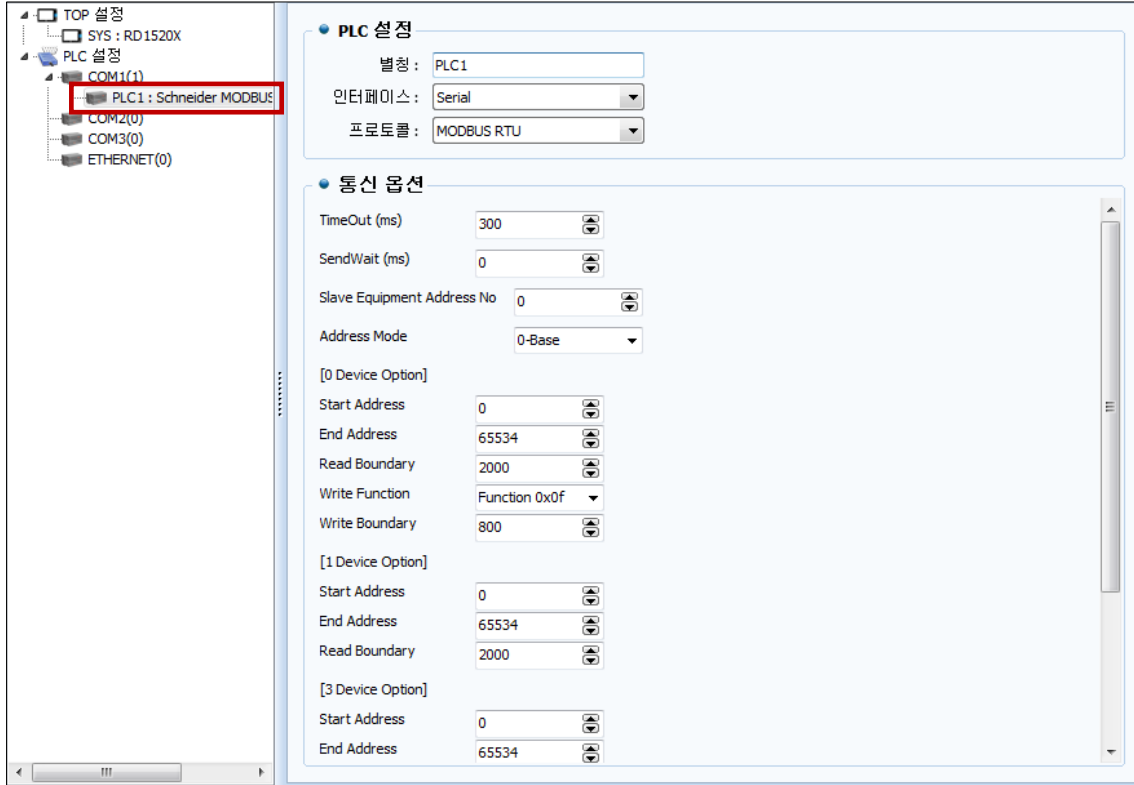 TOP 설정
SYS : RD1520X
PLC 설정
COM1(1)
PLC1 : Schneider MODBUS
COM2(0)
COM3(0)
ETHERNET(0)
PLC 설정
별칭 : PLC1
인터페이스 : Serial
프로토콜 : MODBUS RTU
통신 옵션
TimeOut (ms) 300
SendWait (ms) 0
Slave Equipment Address No 0
Address Mode 0-Base
[0 Device Option]
Start Address 0
End Address 65534
Read Boundary 2000
Write Function Function 0x0f
Write Boundary 800
[1 Device Option]
Start Address 0
End Address 65534
Read Boundary 2000
[3 Device Option]
Start Address 0
End Address 65534